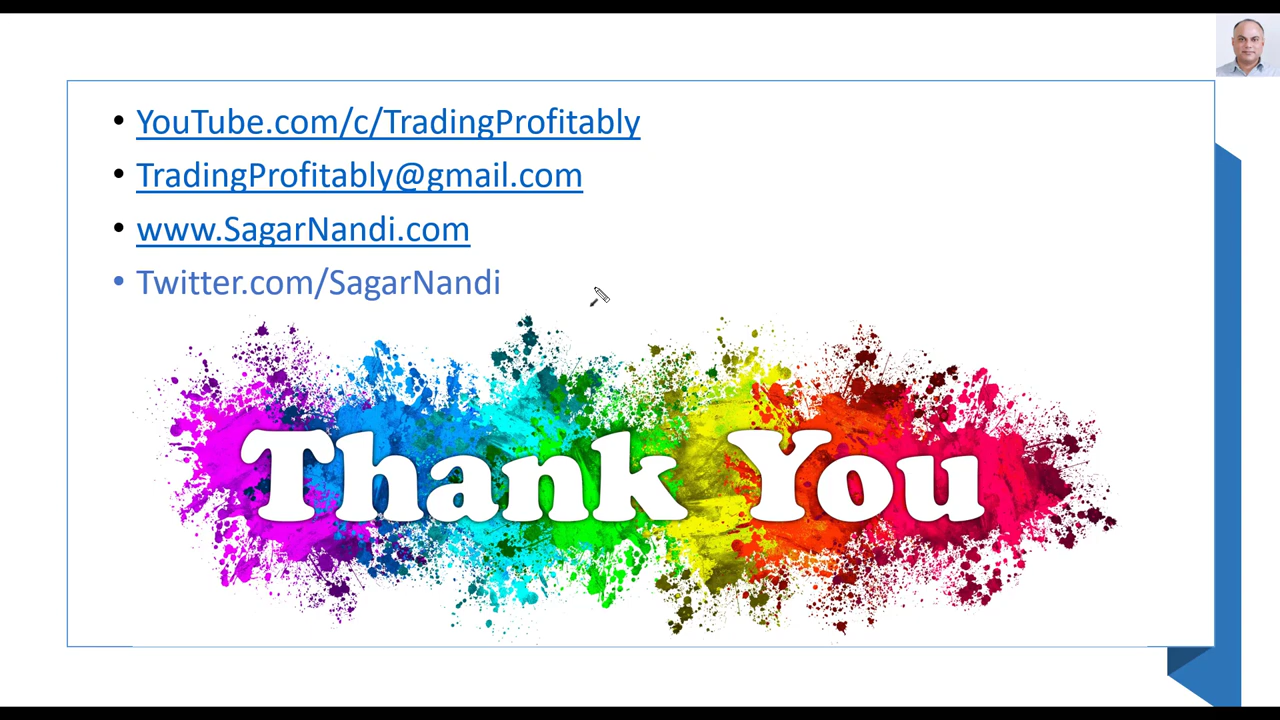 YouTube.com/c/TradingProfitably
TradingProfitably@gmail.com
www.SagarNandi.com
Twitter.com/SagarNandi
Thank You